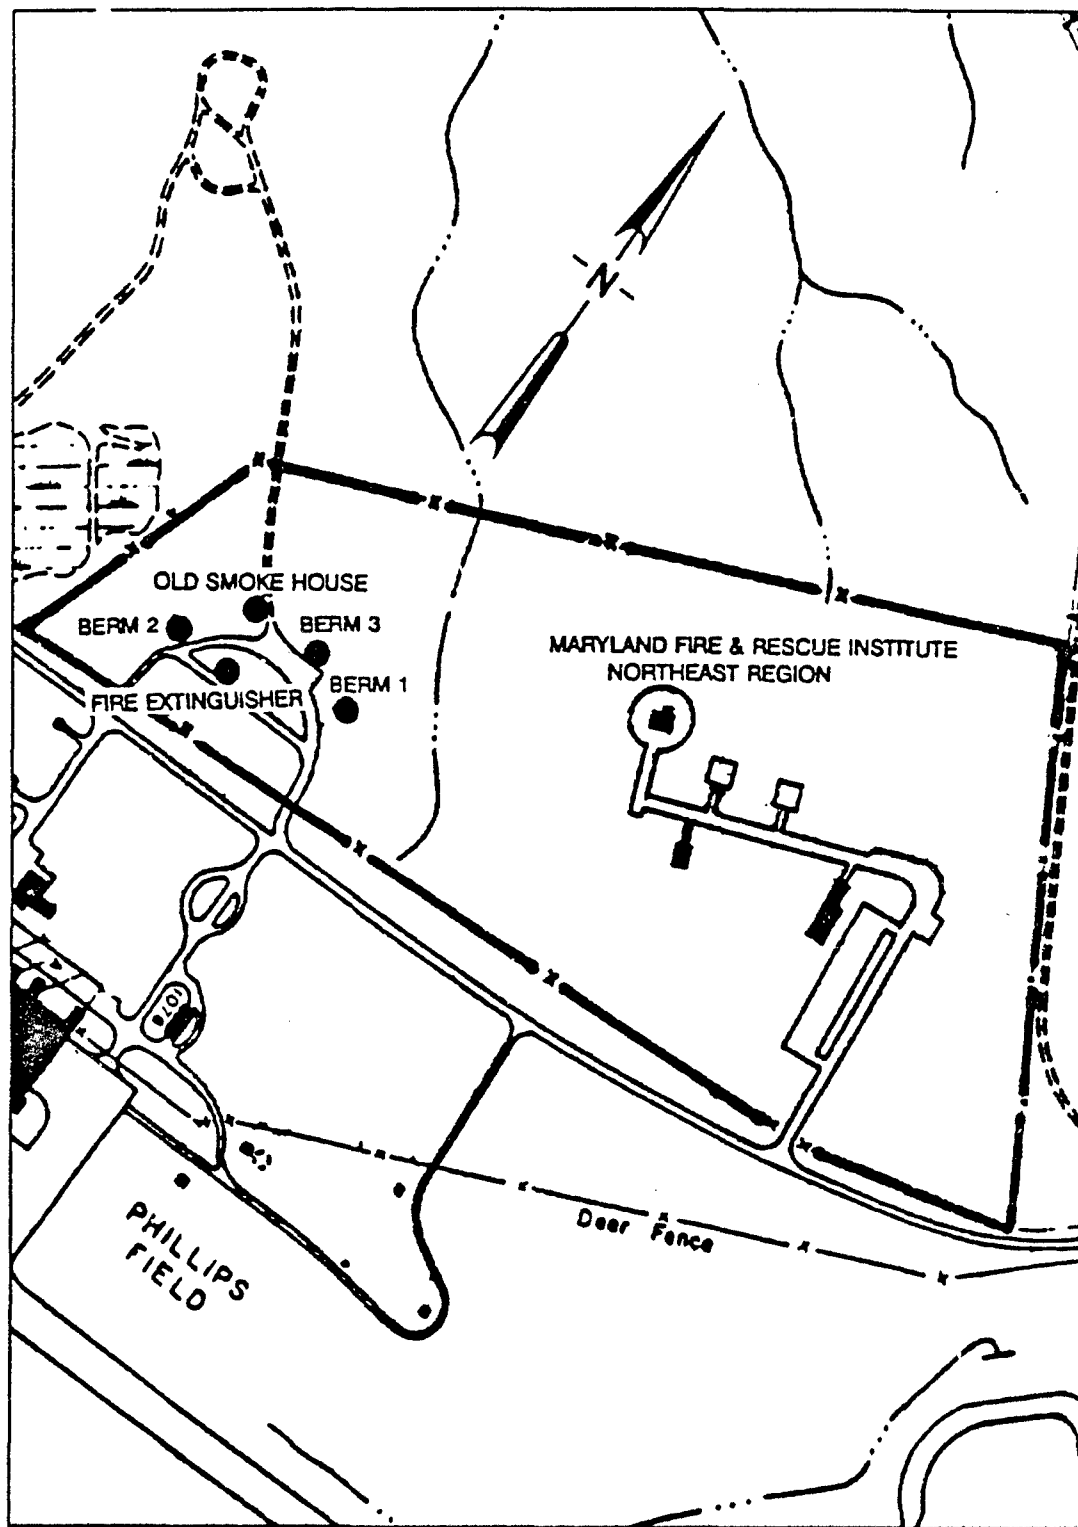 N
OLD SMOKE HOUSE
BERM 2
BERM 3
MARYLAND FIRE & RESCUE INSTITUTE
NORTHEAST REGION
BERM 1
FIRE EXTINGUISHER
Deer Fence
PHILLIPS
FIELD